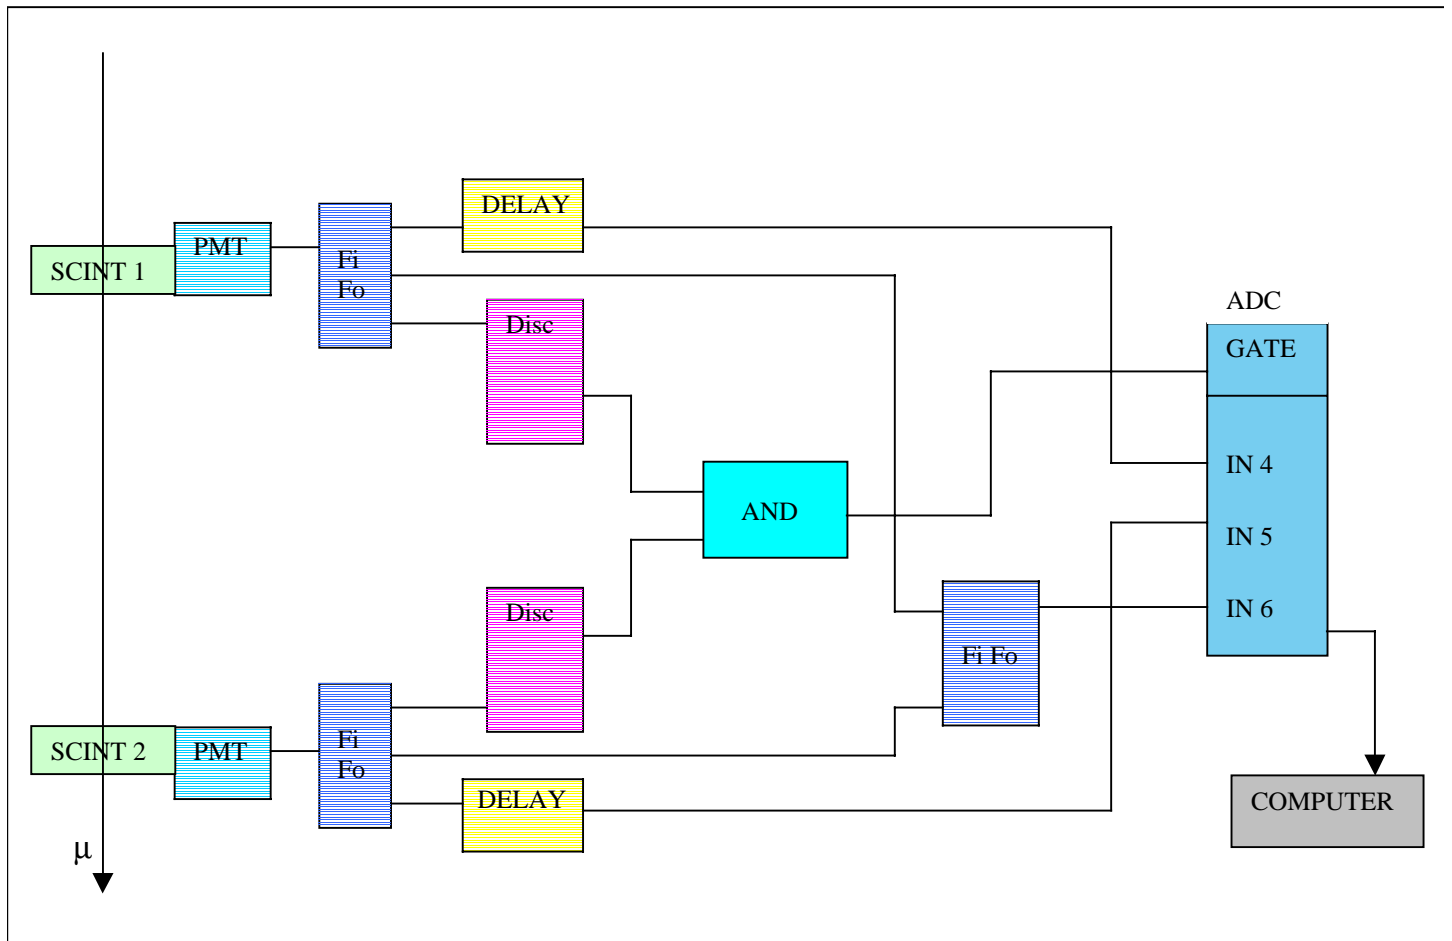 DELAY
PMT
SCINT 1
Fi
Fo
Disc
ADC
GATE
IN 4
AND
IN 5
Disc
IN 6
Fi Fo
SCINT 2
PMT
Fi
Fo
DELAY
COMPUTER
μ